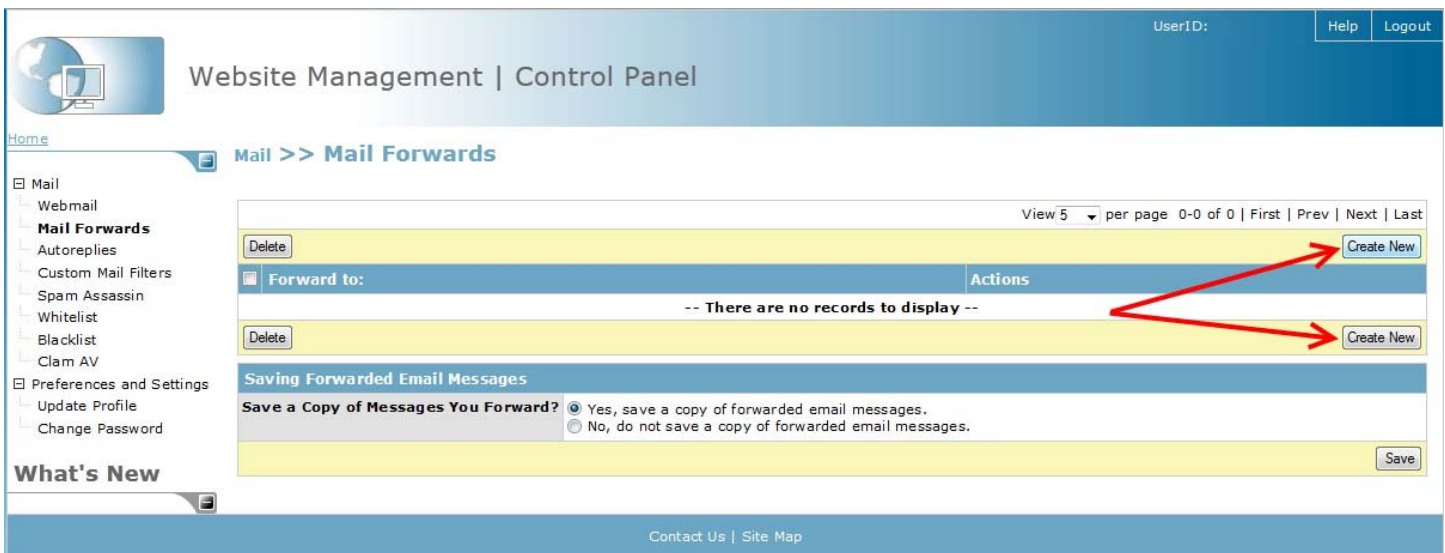 UserID: Help Logout
Website Management | Control Panel
Home
Mail >> Mail Forwards
Mail
Webmail
Mail Forwards
Autoreplies
Custom Mail Filters
Spam Assassin
Whitelist
Blacklist
Clam AV
Preferences and Settings
Update Profile
Change Password
What's New
View 5 per page 0-0 of 0 | First | Prev | Next | Last
Delete Create New
Forward to: Actions
-- There are no records to display --
Delete Create New
Saving Forwarded Email Messages
Save a Copy of Messages You Forward? Yes, save a copy of forwarded email messages.
No, do not save a copy of forwarded email messages.
Save
Contact Us | Site Map